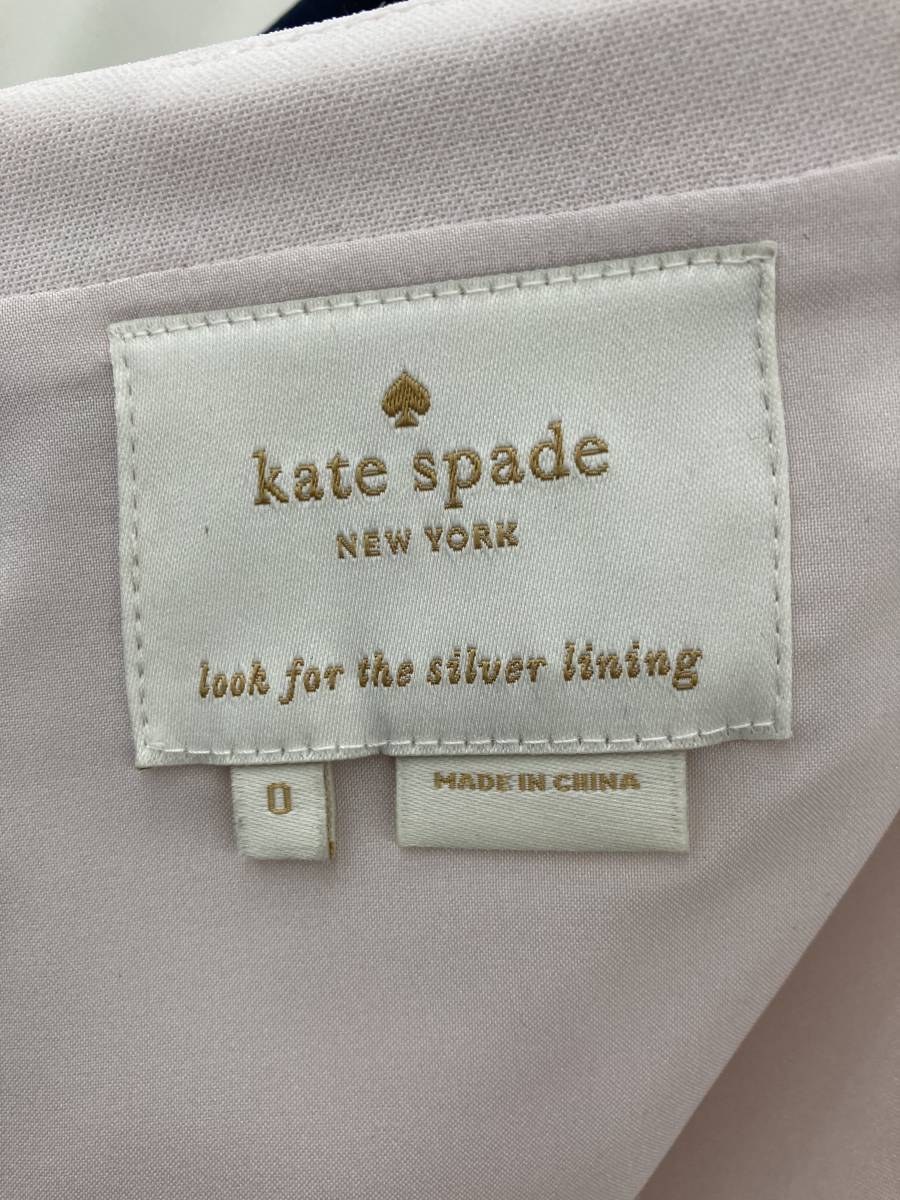 kate spade
NEW YORK
look for the silver lining
0
MADE IN CHINA